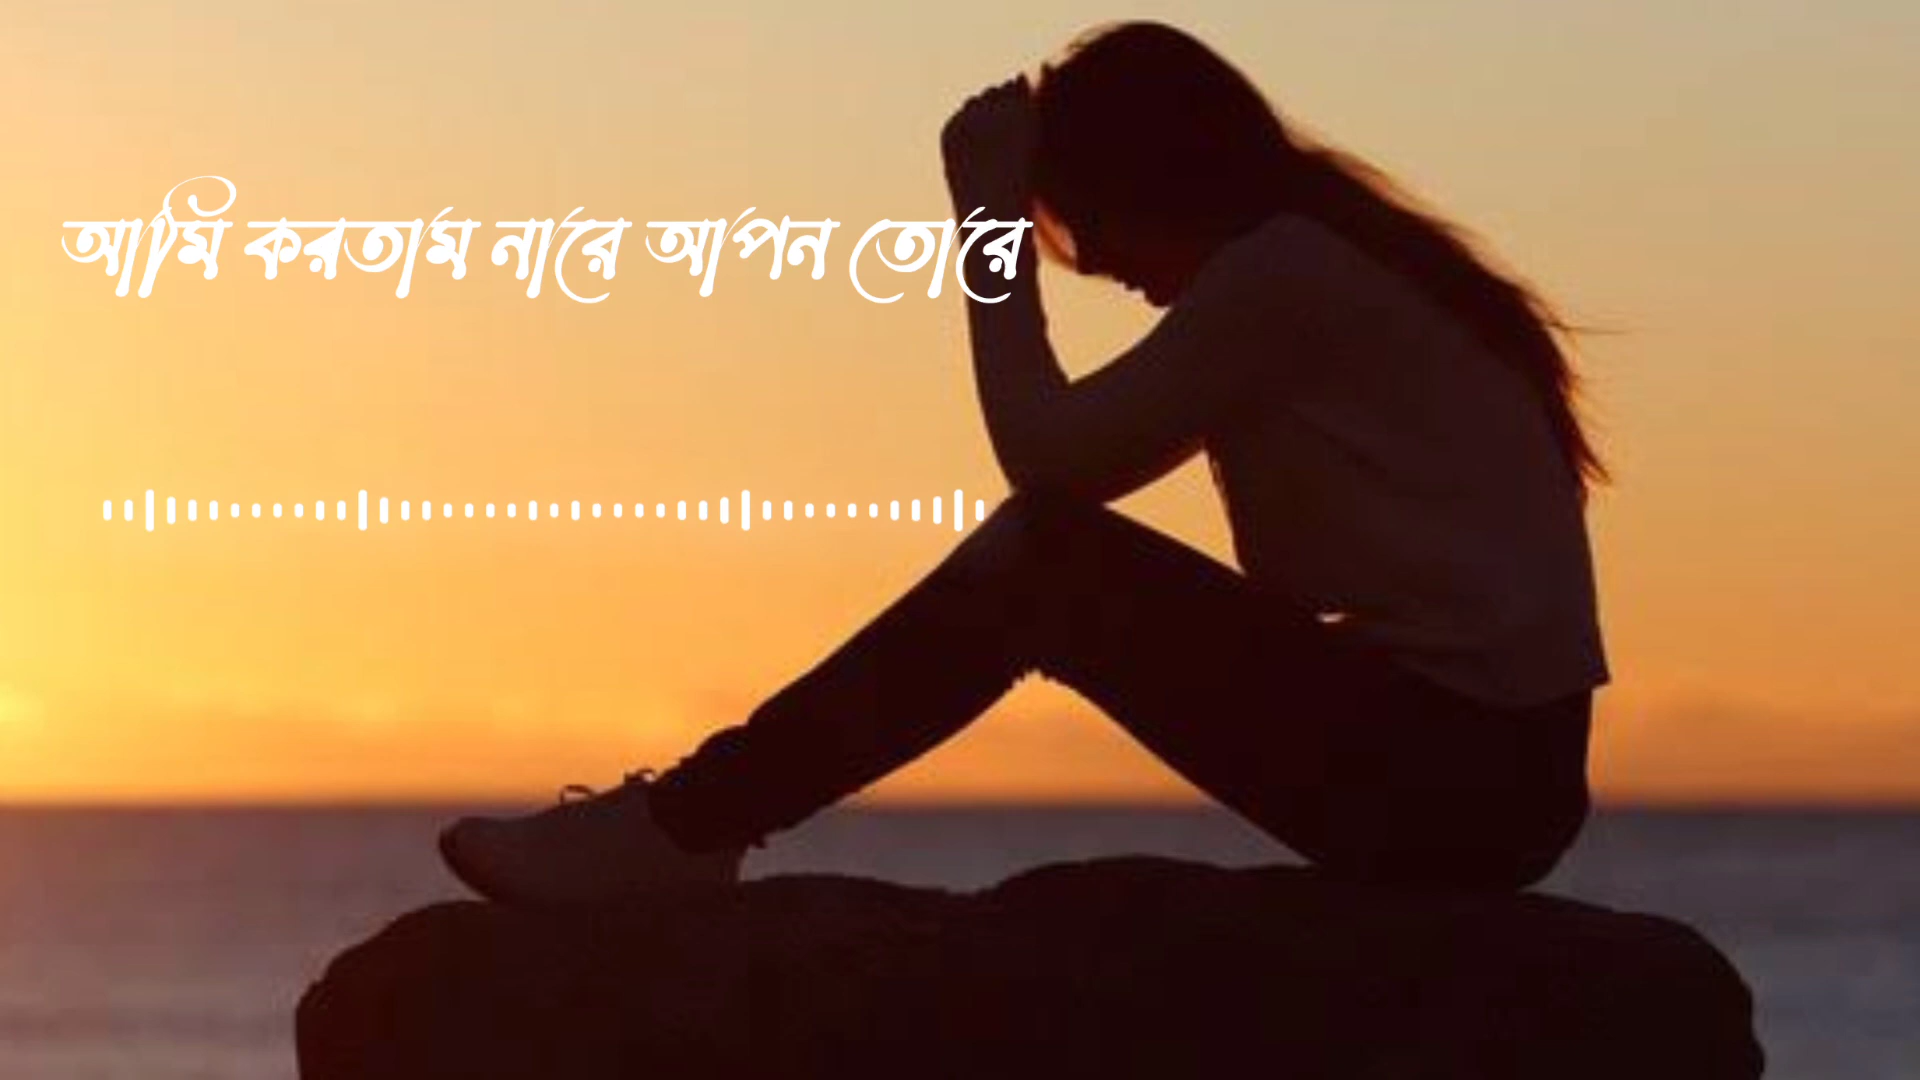 আমি করতাম নারে আপন তোরে